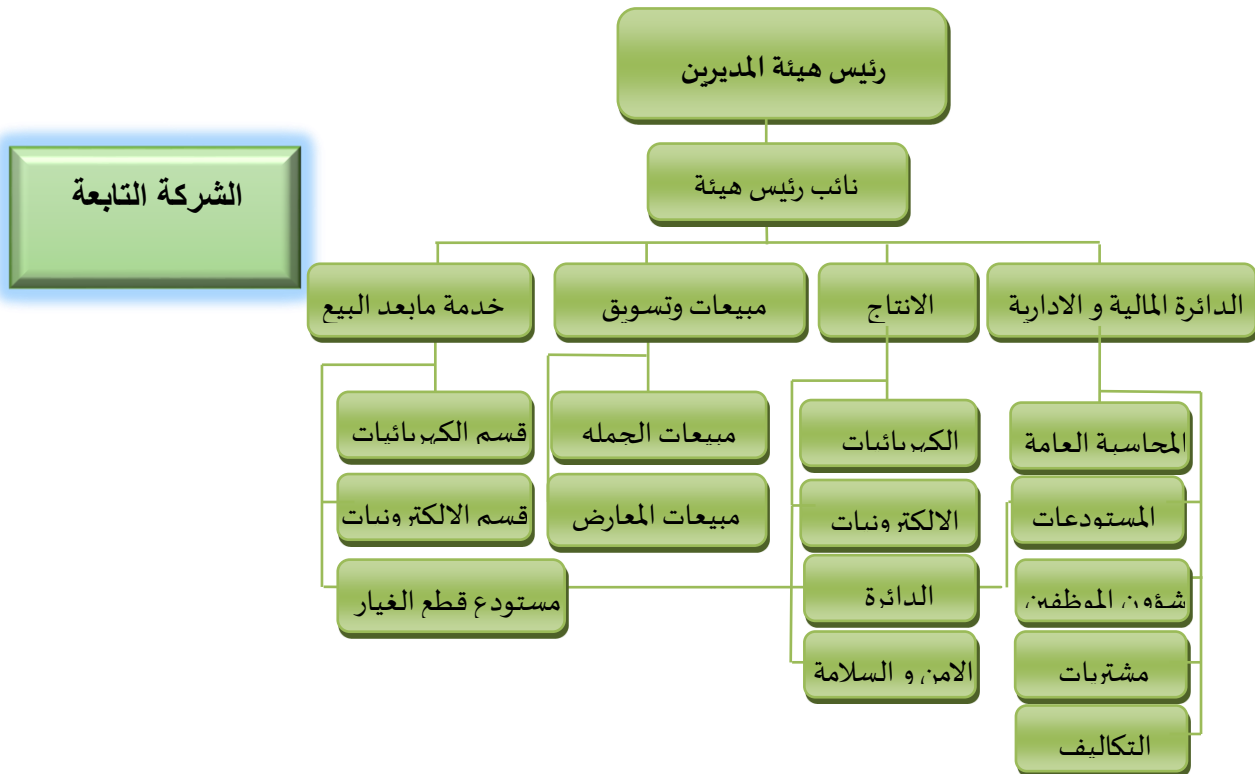 رئيس هيئة المديرين
الشركة التابعة
نائب رئيس هيئة
الدائرة المالية و الادارية
الانتاج
مبيعات وتسويق
خدمة مابعد البيع
المحاسبة العامة
الكهربائيات
مبيعات الجمله
قسم الكهربائيات
المستودعات
الالكترونيات
مبيعات المعارض
قسم الالكترونيات
شؤون الموظفين
الدائرة
مستودع قطع الغيار
مشتريات
الامن و السلامة
التكاليف